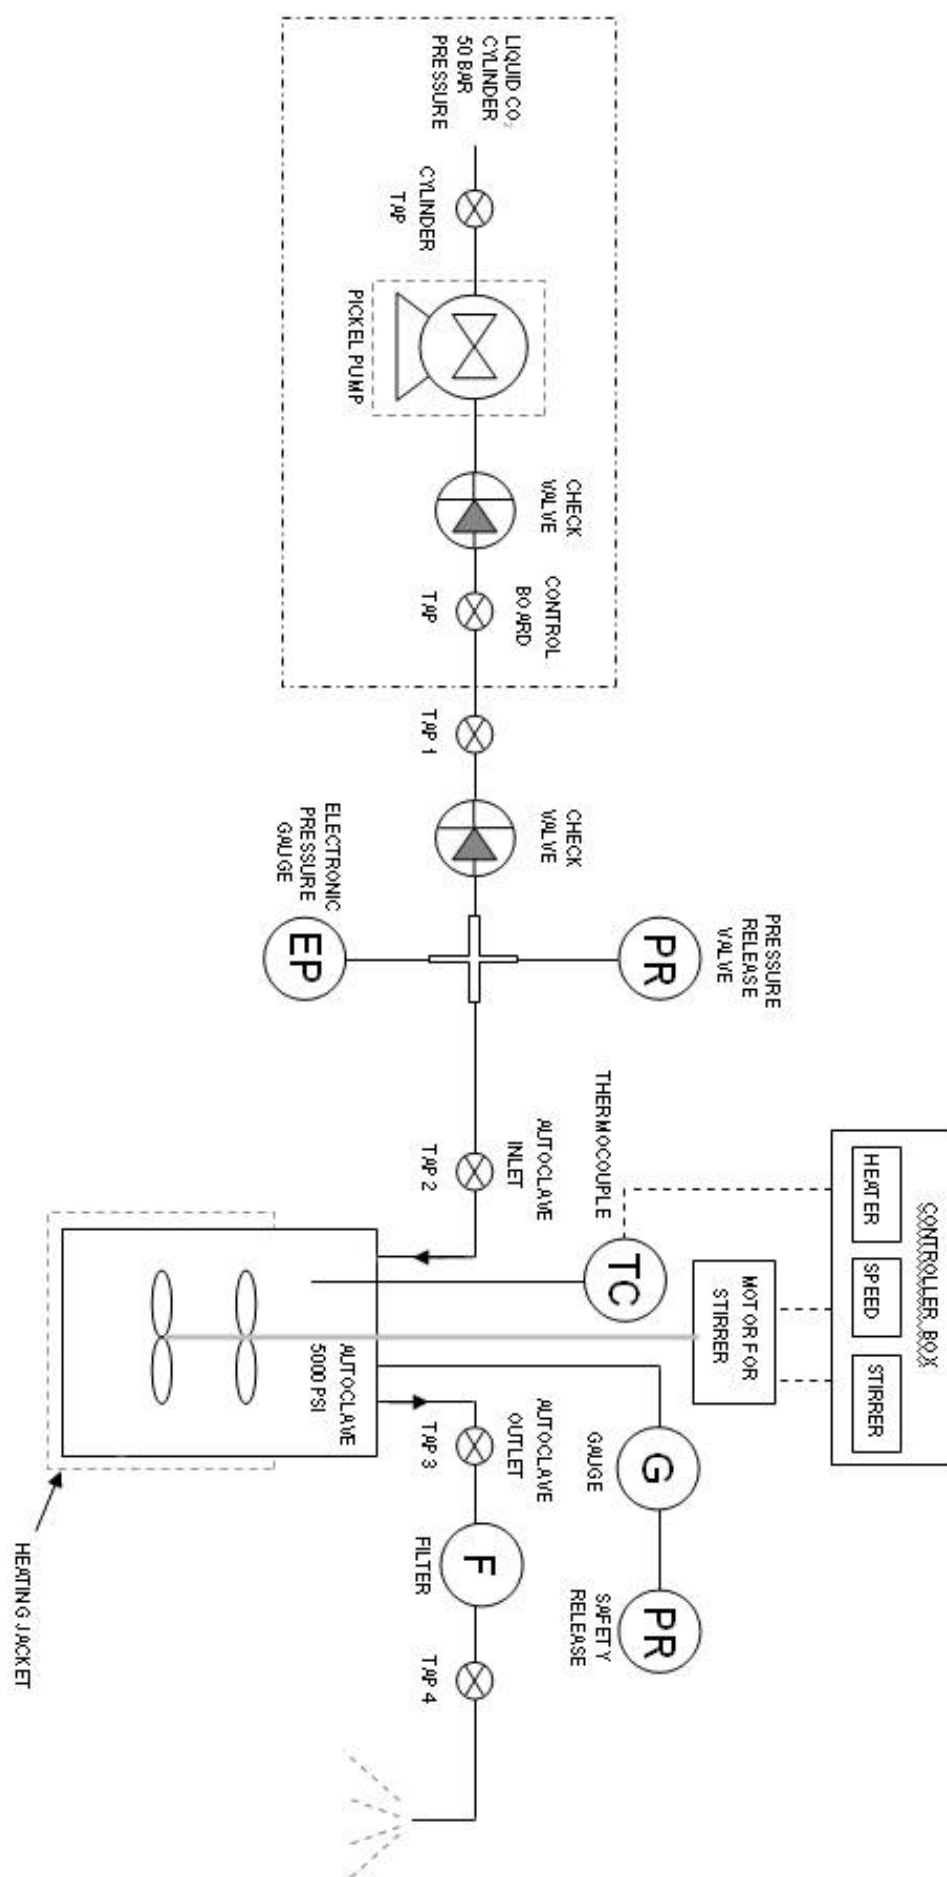 LIQUID CO₂
CYLINDER
50 BAR
PRESSURE
CYLINDER
TAP
PICKEL PUMP
CHECK
VALVE
CONTROL
BOARD
TAP
TAP 1
CHECK
VALVE
ELECTRONIC
PRESSURE
GAUGE
EP
PR
PRESSURE
RELEASE
VALVE
AUTOCLAVE
INLET
TAP 2
THERMOCOUPLE
TC
CONTROLLER BOX
HEATER
SPEED
STIRRER
MOTOR FOR
STIRRER
AUTOCLAVE
5000 PSI
HEATING JACKET
GAUGE
G
SAFETY
RELEASE
PR
AUTOCLAVE
OUTLET
TAP 3
FILTER
F
TAP 4